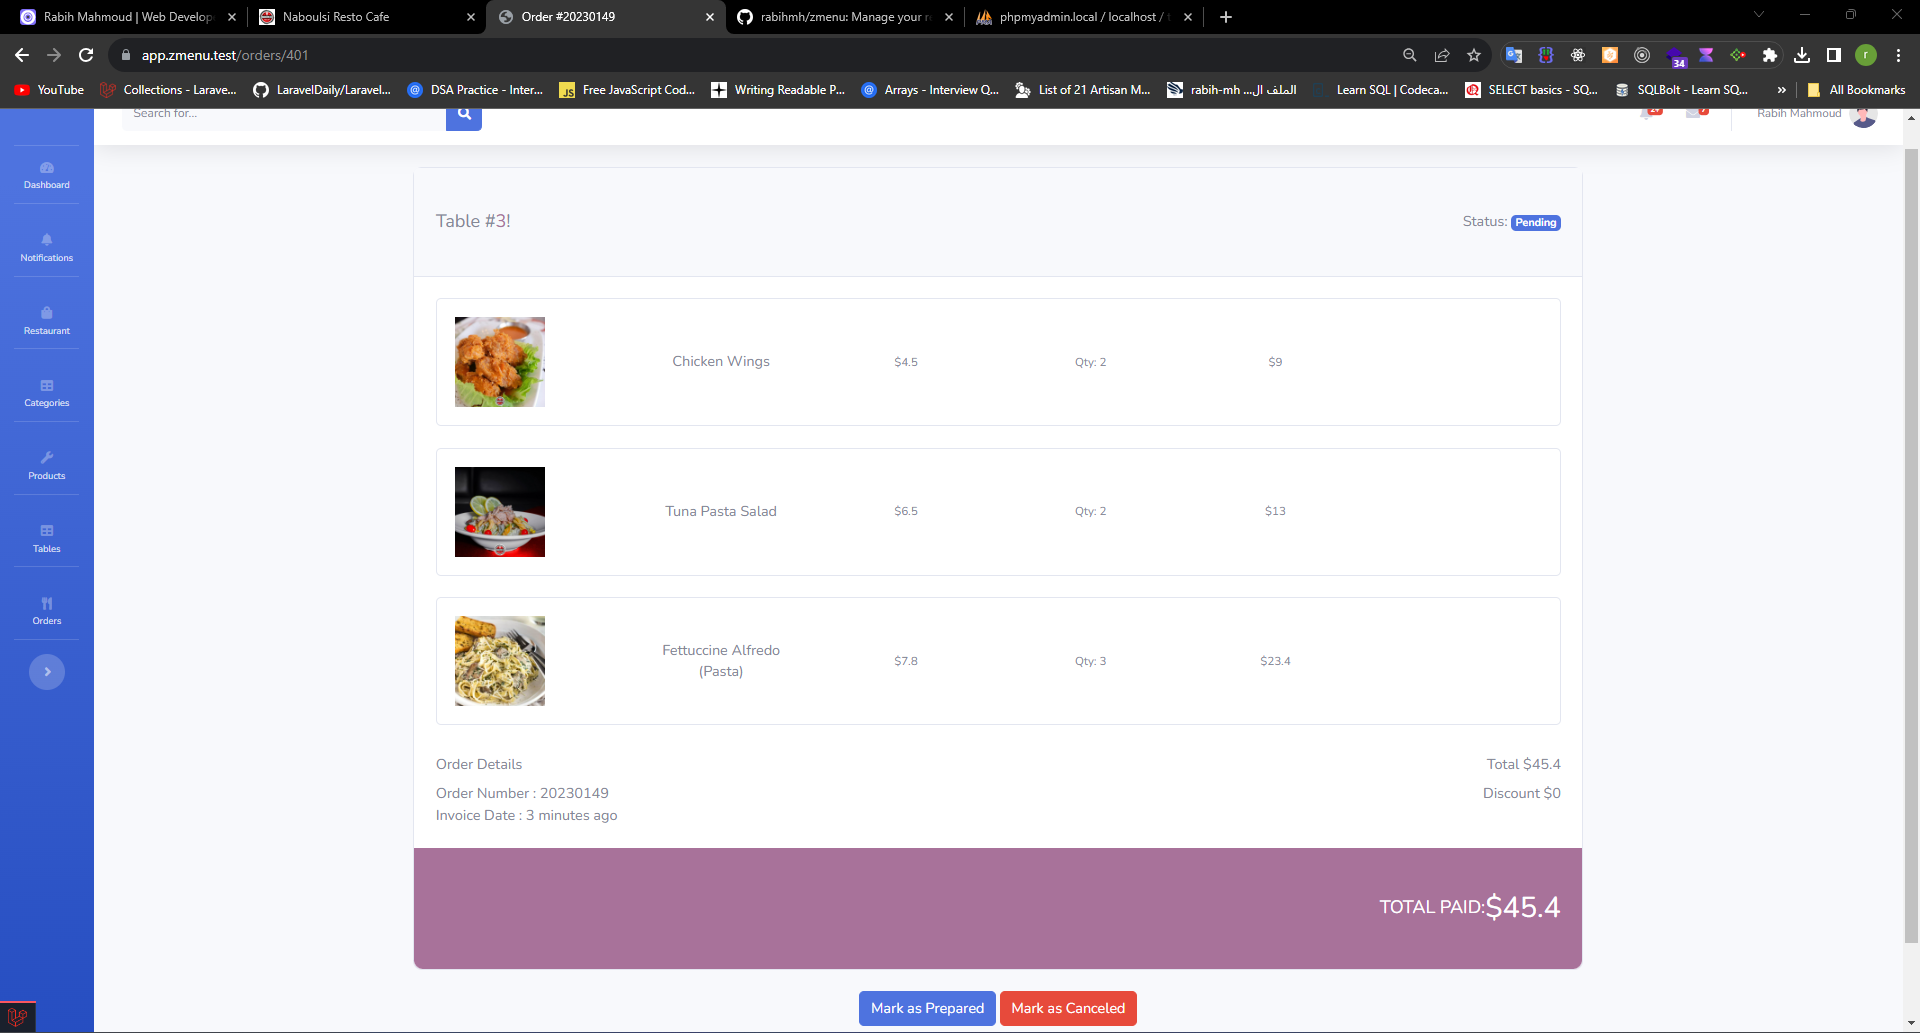 Rabih Mahmoud | Web Develop
Naboulsi Resto Cafe
Order #20230149
rabihmh/zmenu: Manage your r
phpmyadmin.local / localhost /
app.zmenu.test/orders/401
34
r
YouTube
Collections - Larave...
LaravelDaily/Laravel...
DSA Practice - Inter...
JS
Free JavaScript Cod...
Writing Readable P...
Arrays - Interview Q...
List of 21 Artisan M...
rabih-mh الملف ال...
Learn SQL | Codeca...
SELECT basics - SQ...
SQLBolt - Learn SQ...
»
All Bookmarks
Search for...
Rabih Mahmoud
Dashboard
Notifications
Restaurant
Categories
Products
Tables
Orders
Table #3!
Status: Pending
Chicken Wings $4.5 Qty: 2 $9
Tuna Pasta Salad $6.5 Qty: 2 $13
Fettuccine Alfredo
(Pasta) $7.8 Qty: 3 $23.4
Order Details
Total $45.4
Order Number : 20230149
Discount $0
Invoice Date : 3 minutes ago
TOTAL PAID:$45.4
Mark as Prepared
Mark as Canceled